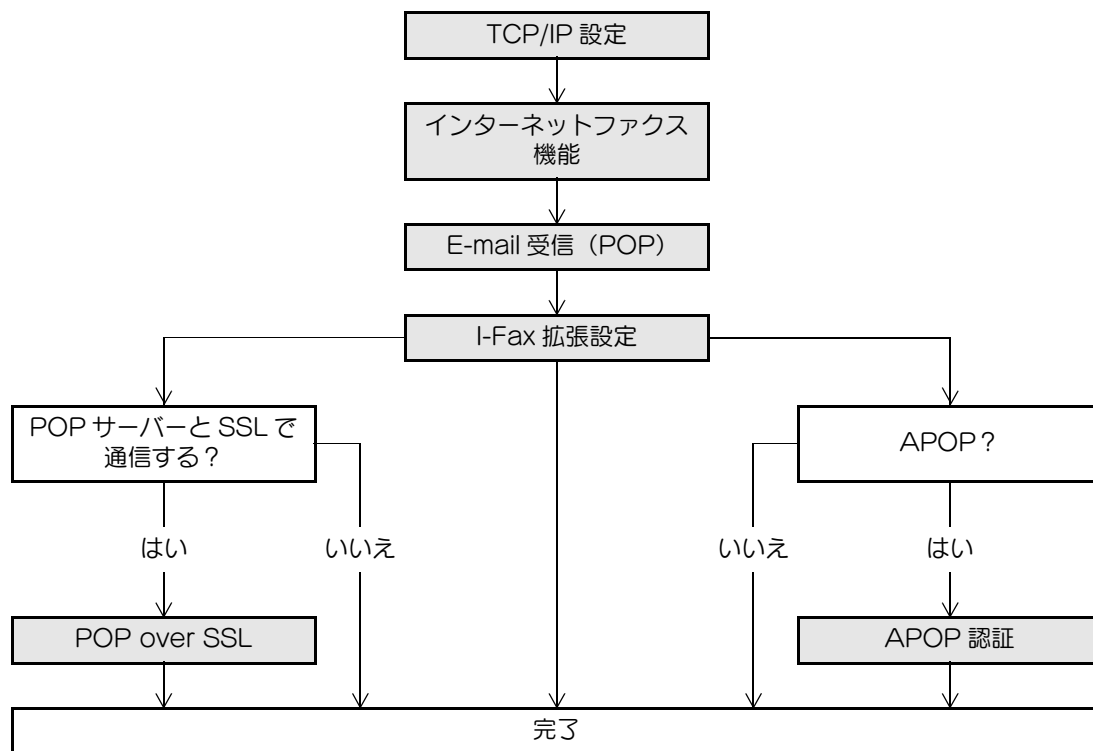 TCP/IP 設定
インターネットファクス
機能
E-mail 受信（POP）
I-Fax 拡張設定
POP サーバーと SSL で
通信する？
APOP？
はい
いいえ
いいえ
はい
POP over SSL
APOP 認証
完了